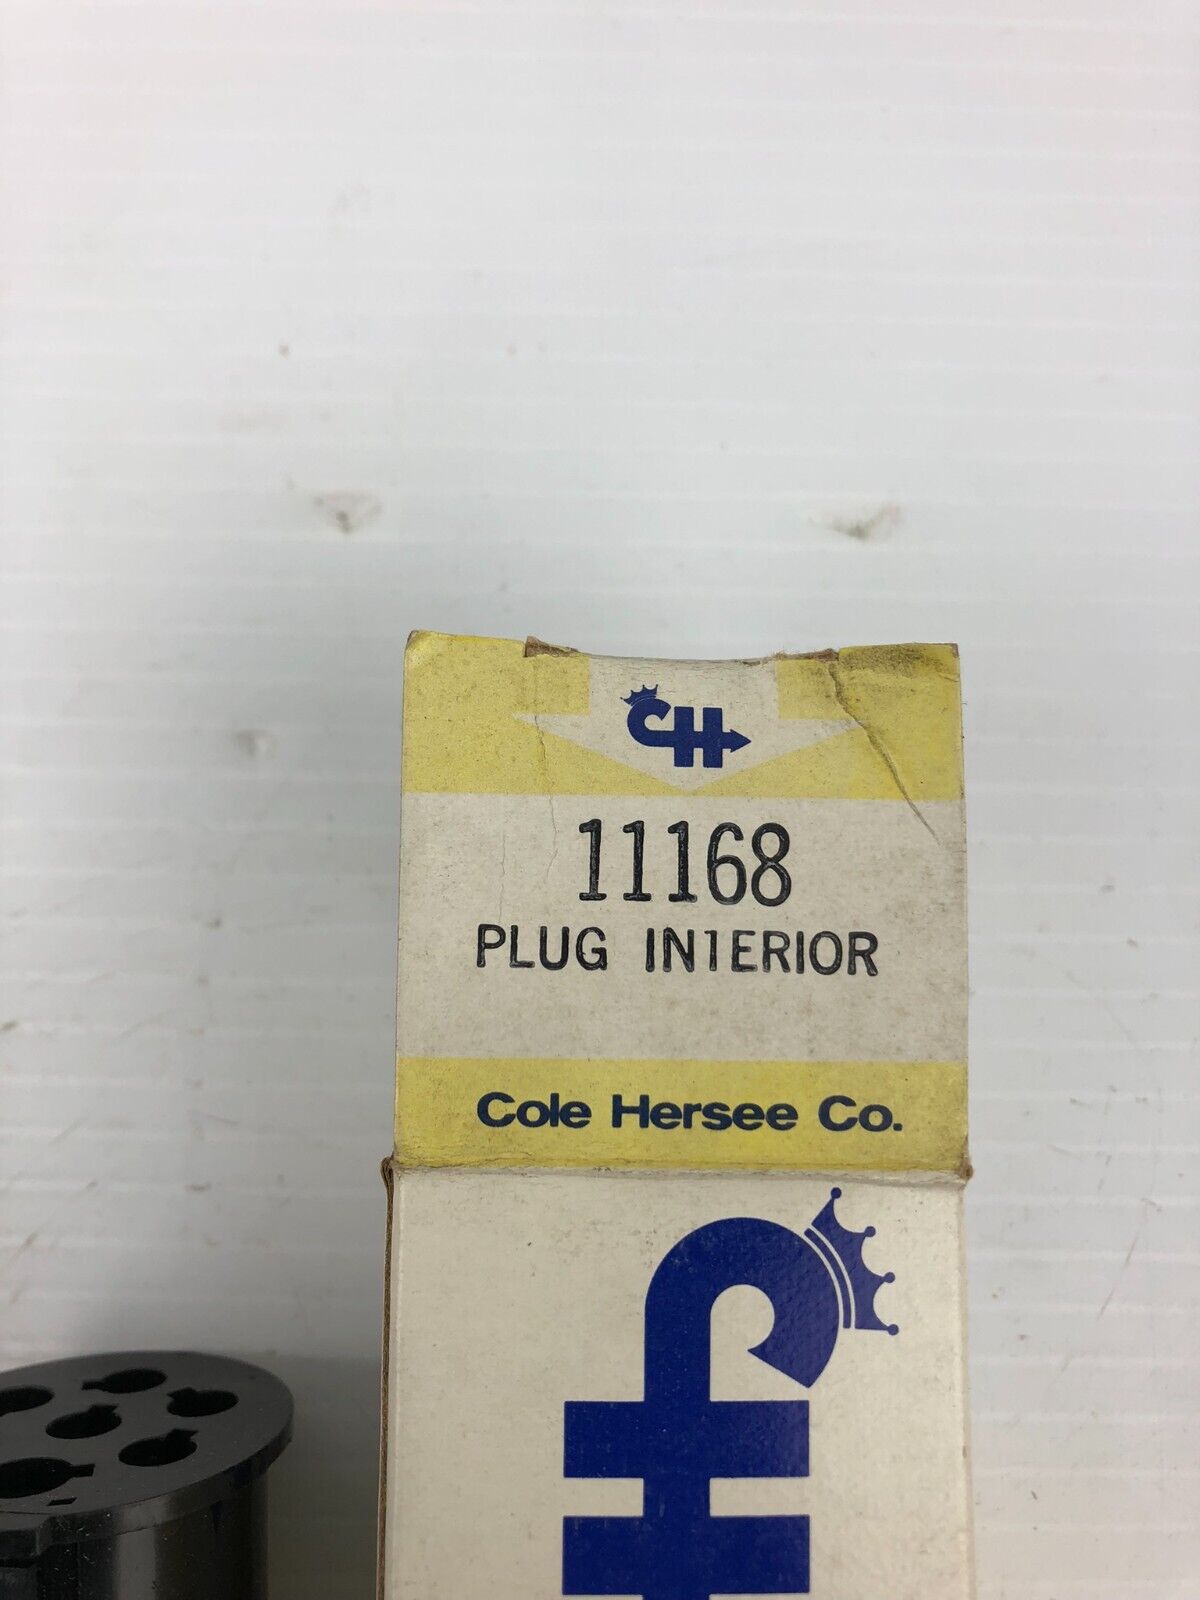 CH
11168
PLUG INTERIOR
Cole Hersee Co.